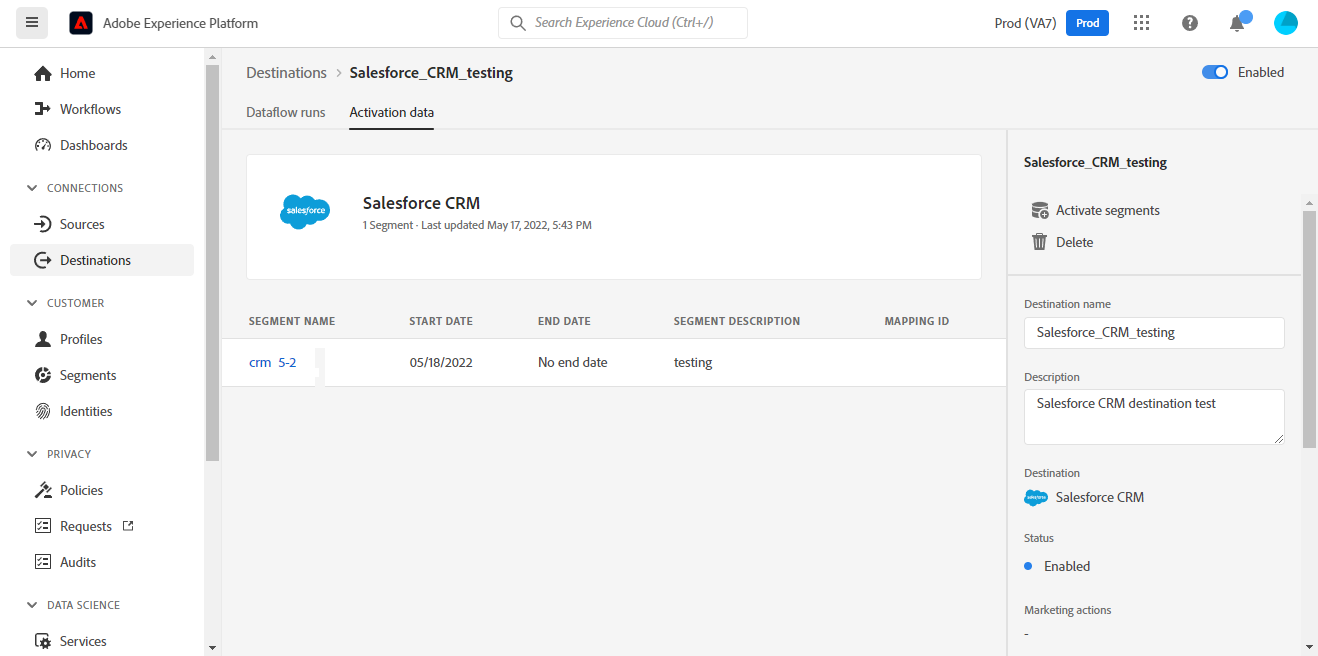 Adobe Experience Platform
Search Experience Cloud (Ctrl+/)
Prod (VA7)
Prod
Home
Workflows
Dashboards
CONNECTIONS
Sources
Destinations
CUSTOMER
Profiles
Segments
Identities
PRIVACY
Policies
Requests
Audits
DATA SCIENCE
Services
Destinations > Salesforce_CRM_testing
Enabled
Dataflow runs Activation data
salesforce
Salesforce CRM
1 Segment · Last updated May 17, 2022, 5:43 PM
SEGMENT NAME START DATE END DATE SEGMENT DESCRIPTION MAPPING ID
crm 5-2 05/18/2022 No end date testing
Salesforce_CRM_testing
Activate segments
Delete
Destination name
Salesforce_CRM_testing
Description
Salesforce CRM destination test
Destination
salesforce
Salesforce CRM
Status
Enabled
Marketing actions
-